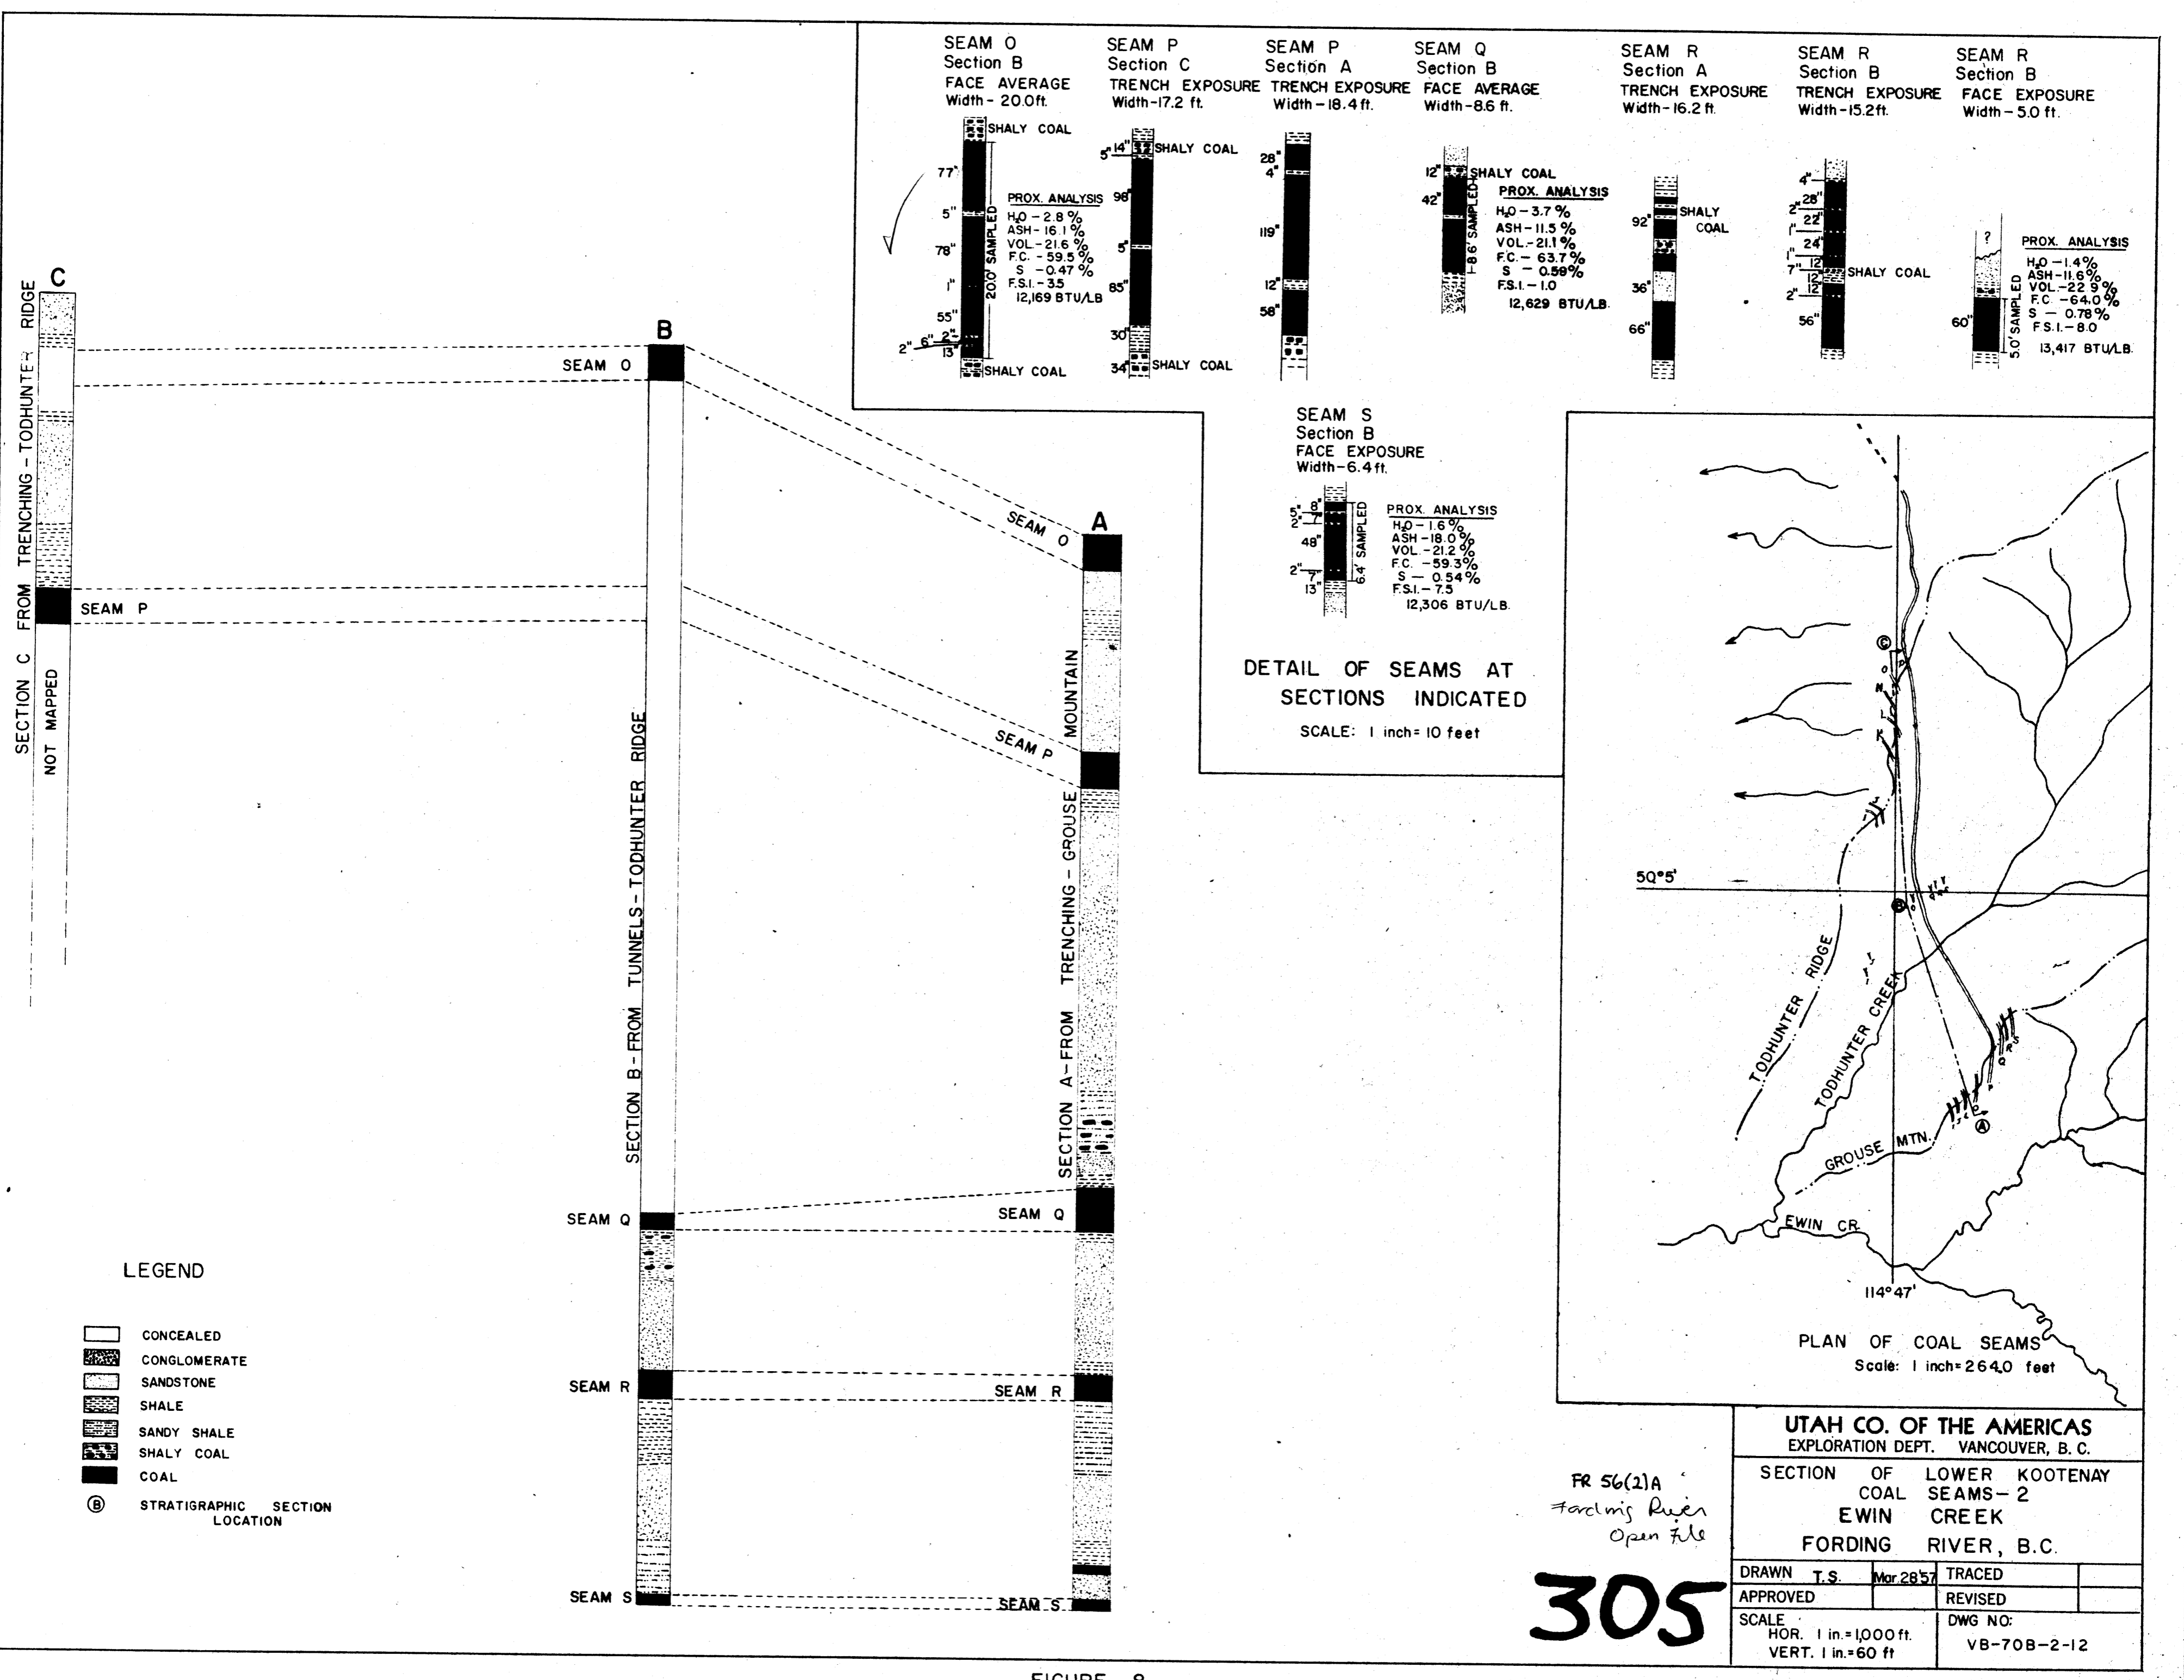 SEAM O
Section B
FACE AVERAGE
Width - 20.0ft.
SHALY COAL
77"
5"
78"
1"
55"
2"
6"
2"
13"
SHALY COAL
20.0' SAMPLED
PROX. ANALYSIS
H2O - 2.8 %
ASH - 16.1 %
VOL. - 21.6 %
F.C. - 59.5 %
S - 0.47 %
F.S.I. - 3.5
12,169 BTU/LB
SEAM P
Section C
TRENCH EXPOSURE
Width - 17.2 ft.
14"
SHALY COAL
5"
98"
5"
85"
30"
34"
SHALY COAL
SEAM P
Section A
TRENCH EXPOSURE
Width - 18.4 ft.
28"
4"
119"
12"
58"
SEAM Q
Section B
FACE AVERAGE
Width - 8.6 ft.
12"
SHALY COAL
42"
8.6' SAMPLED
PROX. ANALYSIS
H2O - 3.7 %
ASH - 11.5 %
VOL. - 21.1 %
F.C. - 63.7 %
S - 0.59%
F.S.I. - 1.0
12,629 BTU/LB.
SEAM R
Section A
TRENCH EXPOSURE
Width - 16.2 ft.
SHALY
COAL
92"
36"
66"
SEAM R
Section B
TRENCH EXPOSURE
Width - 15.2ft.
4"
28"
2"
22"
1"
24"
1"
12"
7"
SHALY COAL
12"
2"
56"
SEAM R
Section B
FACE EXPOSURE
Width - 5.0 ft.
?
60"
5.0' SAMPLED
PROX. ANALYSIS
H2O - 1.4 %
ASH - 11.6 %
VOL. - 22.9 %
F.C. - 64.0 %
S - 0.78 %
F.S.I. - 8.0
13,417 BTU/LB.
SEAM S
Section B
FACE EXPOSURE
Width - 6.4 ft.
8"
5"
7"
2"
48"
2"
7"
13"
6.4' SAMPLED
PROX. ANALYSIS
H2O - 1.6 %
ASH - 18.0 %
VOL. - 21.2 %
F.C. - 59.3%
S - 0.54%
F.S.I. - 7.5
12,306 BTU/LB.
DETAIL OF SEAMS AT
SECTIONS INDICATED
SCALE: 1 inch = 10 feet
C
SECTION C FROM TRENCHING - TODHUNTER RIDGE
SEAM P
NOT MAPPED
B
SEAM O
SECTION B - FROM TUNNELS - TODHUNTER RIDGE
SEAM Q
SEAM R
SEAM S
A
SEAM O
SEAM P
SECTION A - FROM TRENCHING - GROUSE MOUNTAIN
SEAM Q
SEAM R
SEAM S
LEGEND
CONCEALED
CONGLOMERATE
SANDSTONE
SHALE
SANDY SHALE
SHALY COAL
COAL
B STRATIGRAPHIC SECTION
LOCATION
C
P
O
N
K
50°5'
B
O
TODHUNTER RIDGE
TODHUNTER CREEK
S
R
Q
P
A
GROUSE MTN.
EWIN CR.
114°47'
PLAN OF COAL SEAMS
Scale: 1 inch = 2640 feet
FR 56(2)A
Fording River
Open File
305
UTAH CO. OF THE AMERICAS
EXPLORATION DEPT. VANCOUVER, B. C.
SECTION OF LOWER KOOTENAY
COAL SEAMS - 2
EWIN CREEK
FORDING RIVER, B.C.
DRAWN T.S. Mar. 28'57 TRACED
APPROVED REVISED
SCALE
HOR. 1 in. = 1,000 ft.
VERT. 1 in. = 60 ft
DWG NO:
VB-70B-2-12
FIGURE 8